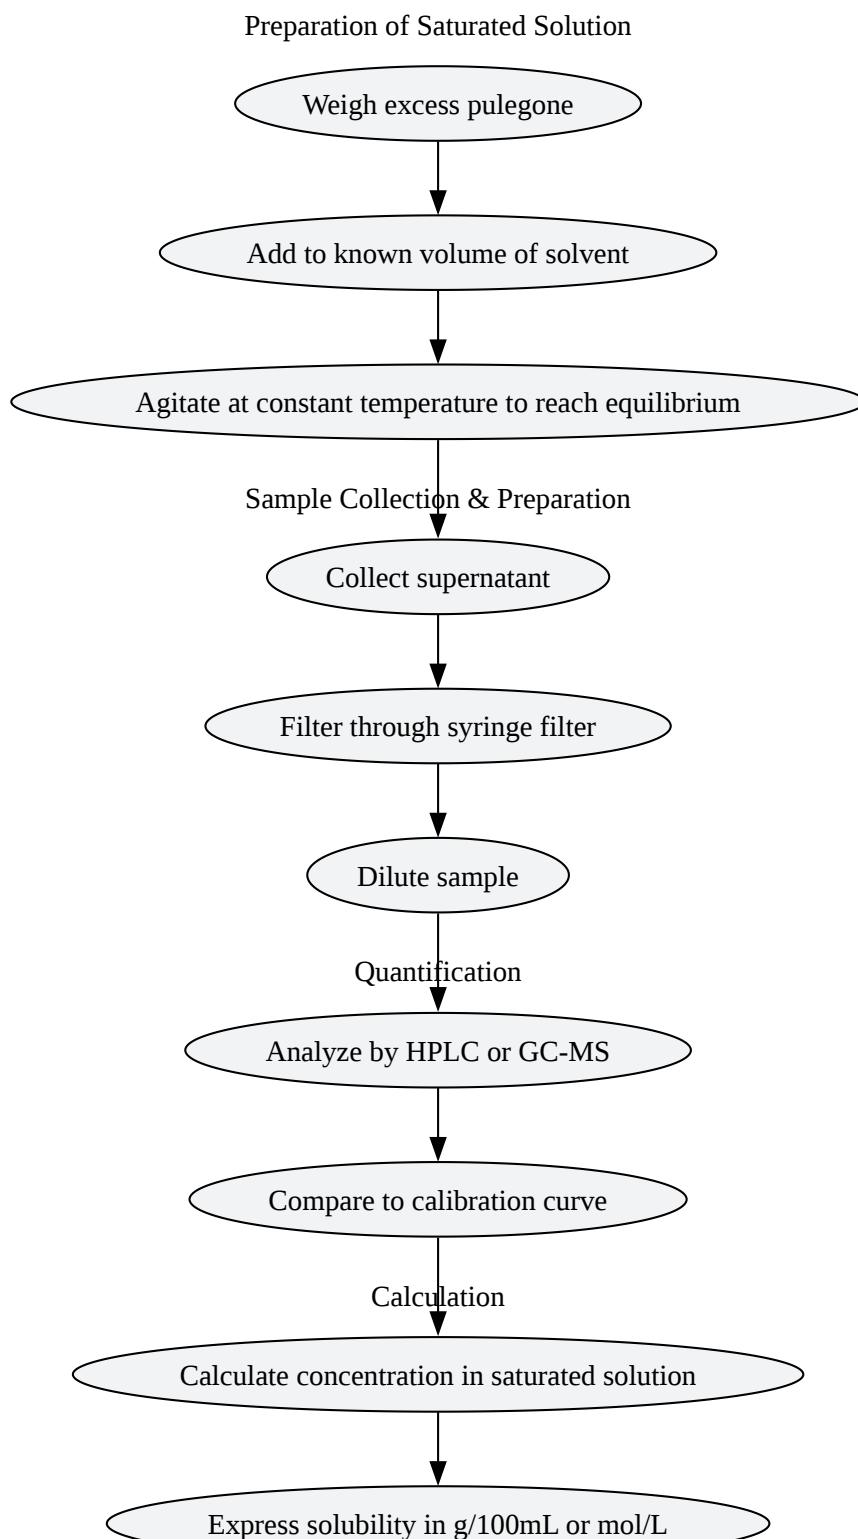 Preparation of Saturated Solution
Weigh excess pulegone
Add to known volume of solvent
Agitate at constant temperature to reach equilibrium
Sample Collection & Preparation
Collect supernatant
Filter through syringe filter
Dilute sample
Quantification
Analyze by HPLC or GC-MS
Compare to calibration curve
Calculation
Calculate concentration in saturated solution
Express solubility in g/100mL or mol/L